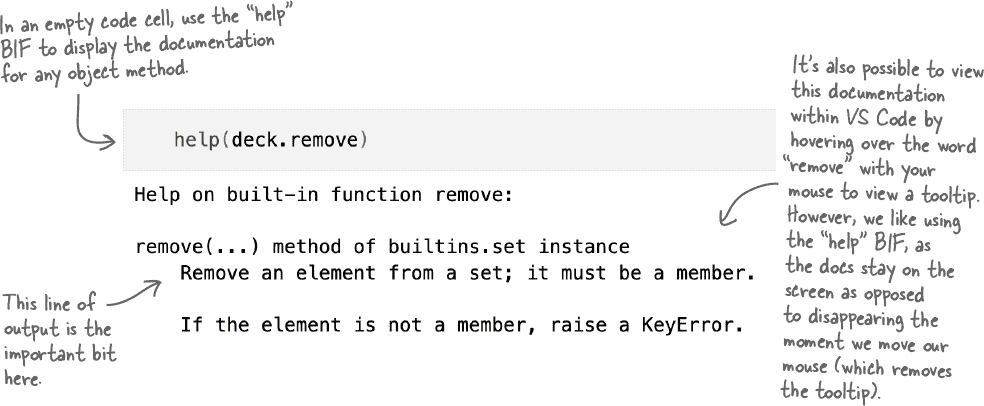 In an empty code cell, use the “help”
BIF to display the documentation
for any object method.
help(deck.remove)
Help on built-in function remove:
remove(...) method of builtins.set instance
Remove an element from a set; it must be a member.
If the element is not a member, raise a KeyError.
This line of
output is the
important bit
here.
It's also possible to view
this documentation
within VS Code by
hovering over the word
“remove” with your
mouse to view a tooltip.
However, we like using
the “help” BIF, as
the docs stay on the
screen as opposed
to disappearing the
moment we move our
mouse (which removes
the tooltip).